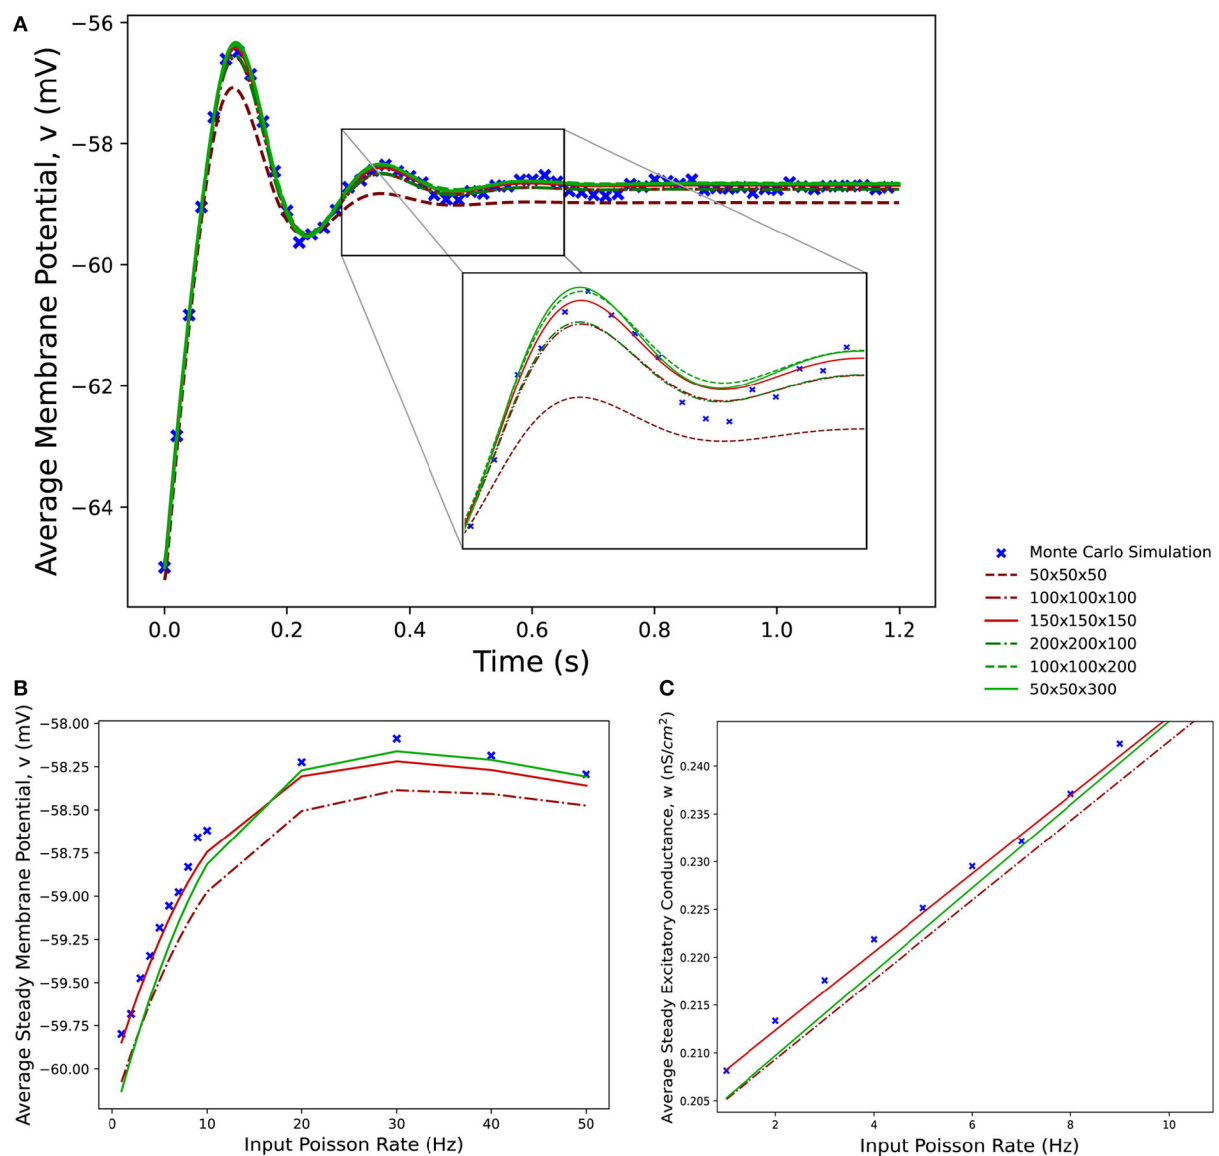 A
Average Membrane Potential, v (mV)
−56
−58
−60
−62
−64
0.0 0.2 0.4 0.6 0.8 1.0 1.2
Time (s)
Monte Carlo Simulation
50x50x50
100x100x100
150x150x150
200x200x100
100x100x200
50x50x300
B
Average Steady Membrane Potential, v (mV)
−58.00
−58.25
−58.50
−58.75
−59.00
−59.25
−59.50
−59.75
−60.00
0 10 20 30 40 50
Input Poisson Rate (Hz)
C
Average Steady Excitatory Conductance, w (nS/cm²)
0.240
0.235
0.230
0.225
0.220
0.215
0.210
0.205
2 4 6 8 10
Input Poisson Rate (Hz)